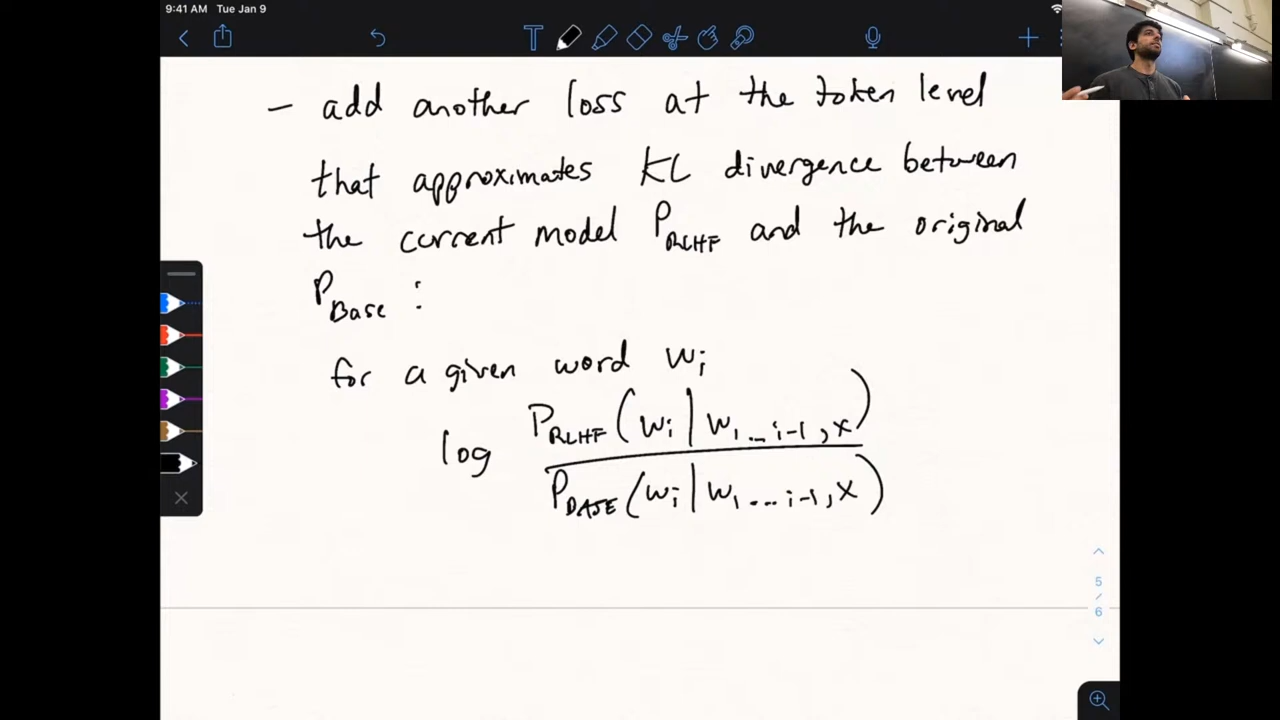 9:41 AM Tue Jan 9
– add another loss at the token level
that approximates KL divergence between
the current model P_RLHF and the original
P_Base :
for a given word w_i
log P_RLHF (w_i | w_1...i-1, x)
P_BASE (w_i | w_1...i-1, x)
5
/
6